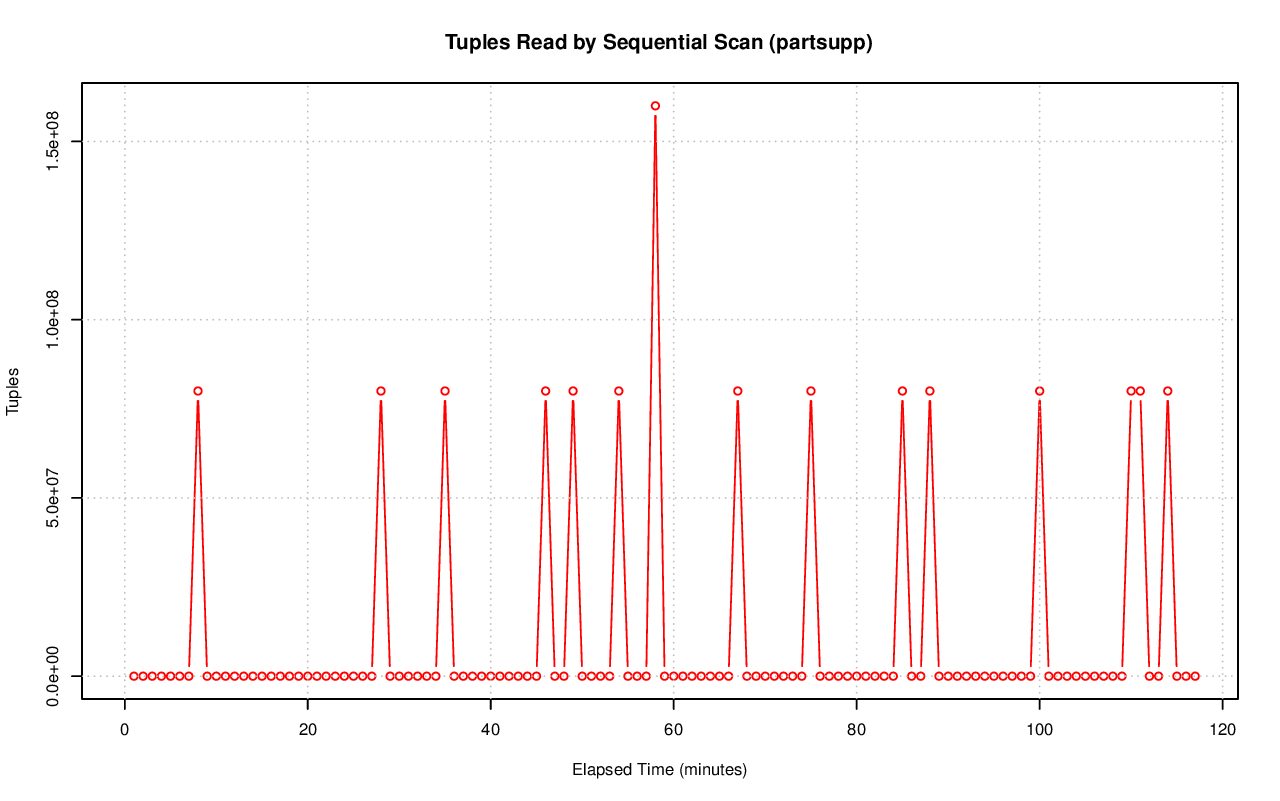 Tuples Read by Sequential Scan (partsupp)
Tuples
1.5e+08
1.0e+08
5.0e+07
0.0e+00
0 20 40 60 80 100 120
Elapsed Time (minutes)